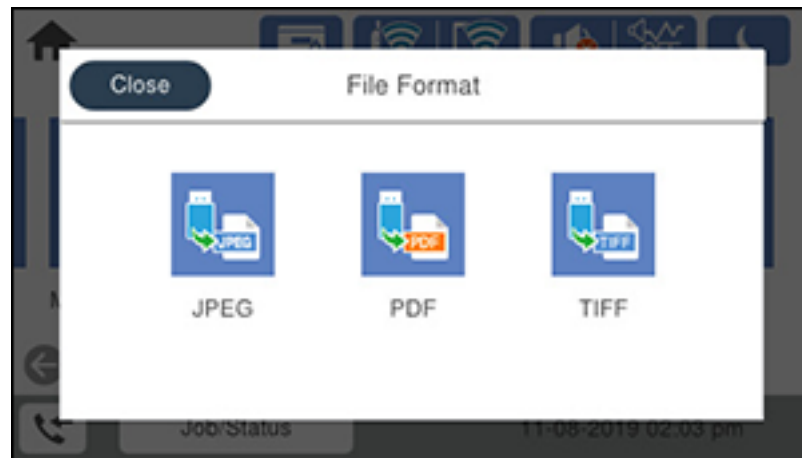 Close
File Format
JPEG
PDF
TIFF
JPEG
PDF
TIFF
Job/Status
11-08-2019 02:03 pm